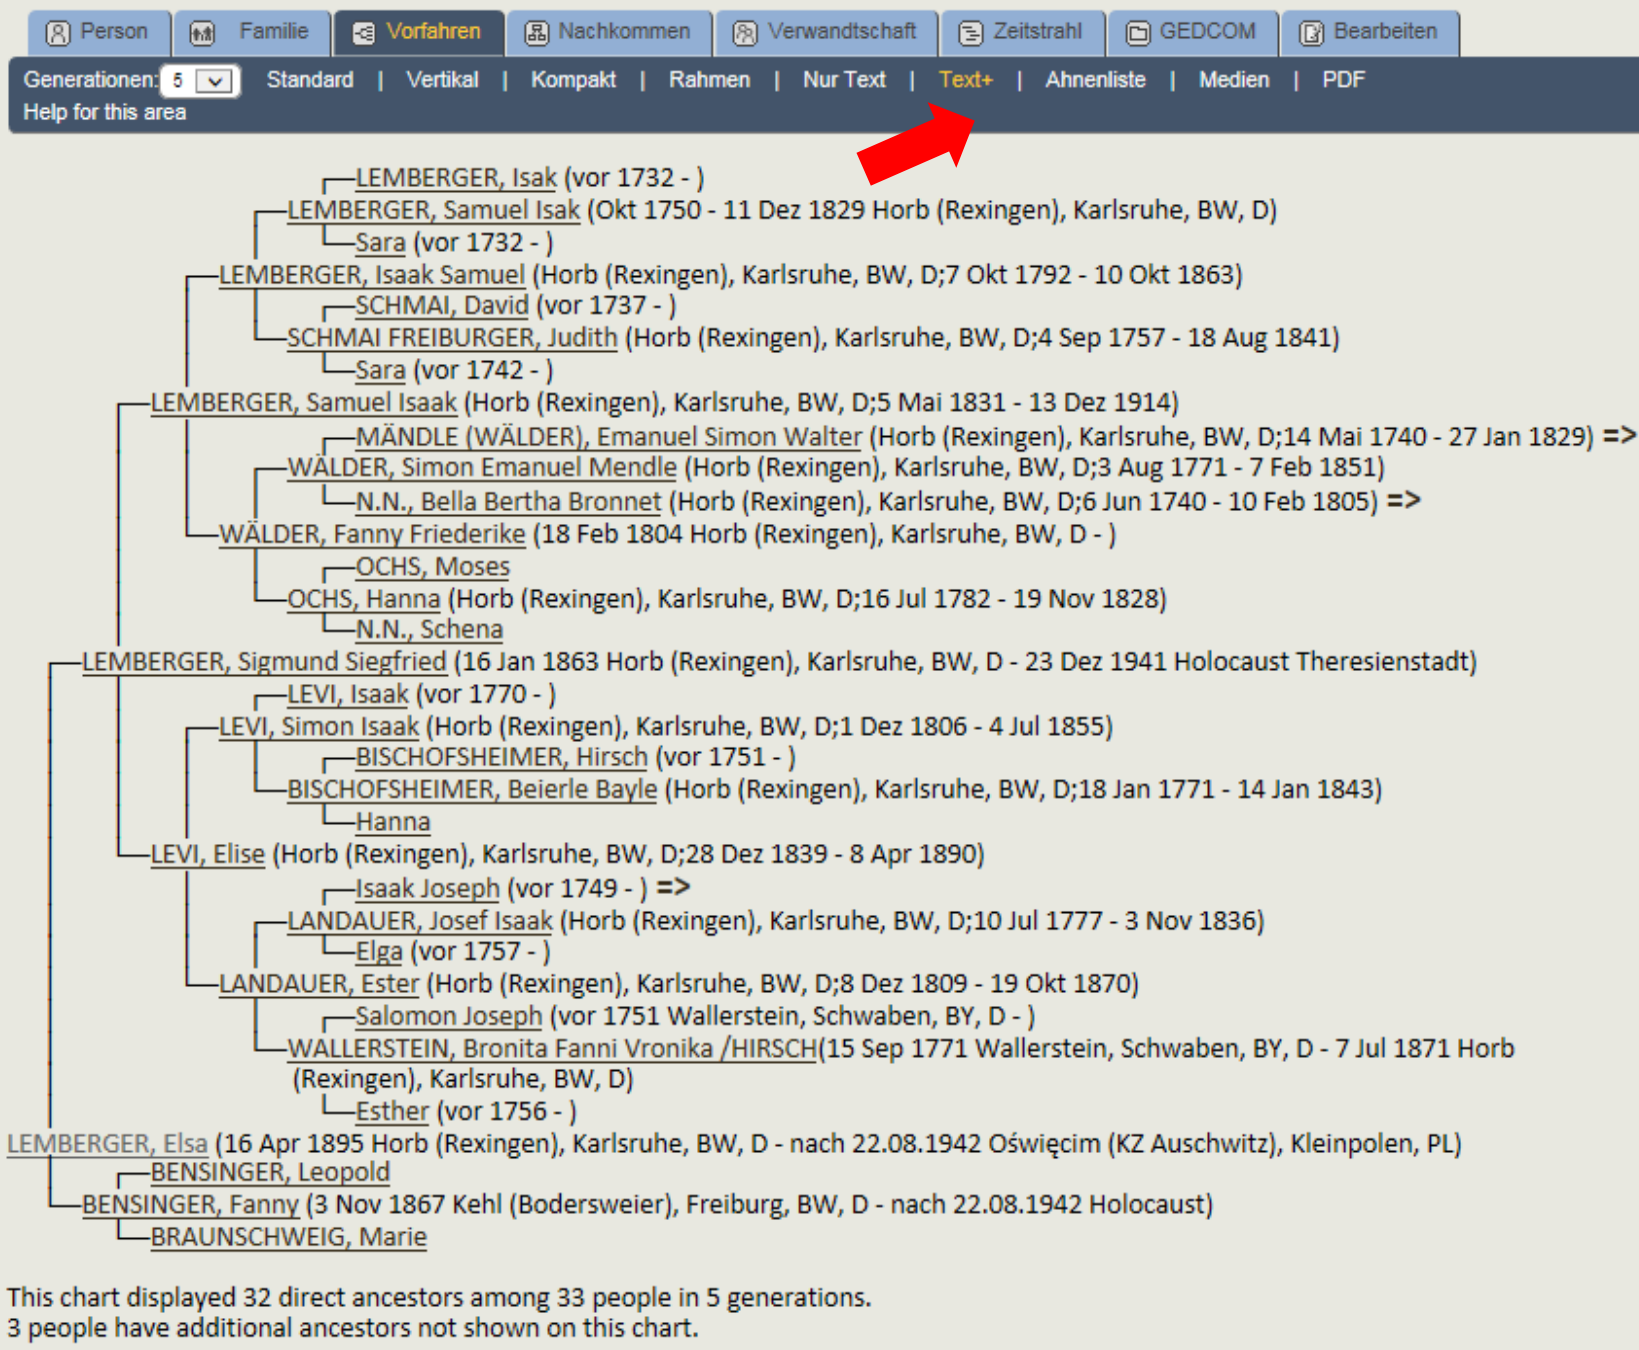 Person Familie Vorfahren Nachkommen Verwandtschaft Zeitstrahl GEDCOM Bearbeiten
Generationen: 5 Standard | Vertikal | Kompakt | Rahmen | Nur Text | Text+ | Ahnenliste | Medien | PDF
Help for this area
LEMBERGER, Isak (vor 1732 - )
LEMBERGER, Samuel Isak (Okt 1750 - 11 Dez 1829 Horb (Rexingen), Karlsruhe, BW, D)
Sara (vor 1732 - )
LEMBERGER, Isaak Samuel (Horb (Rexingen), Karlsruhe, BW, D;7 Okt 1792 - 10 Okt 1863)
SCHMAI, David (vor 1737 - )
SCHMAI FREIBURGER, Judith (Horb (Rexingen), Karlsruhe, BW, D;4 Sep 1757 - 18 Aug 1841)
Sara (vor 1742 - )
LEMBERGER, Samuel Isaak (Horb (Rexingen), Karlsruhe, BW, D;5 Mai 1831 - 13 Dez 1914)
MÄNDLE (WÄLDER), Emanuel Simon Walter (Horb (Rexingen), Karlsruhe, BW, D;14 Mai 1740 - 27 Jan 1829) =>
WÄLDER, Simon Emanuel Mendle (Horb (Rexingen), Karlsruhe, BW, D;3 Aug 1771 - 7 Feb 1851)
N.N., Bella Bertha Bronnet (Horb (Rexingen), Karlsruhe, BW, D;6 Jun 1740 - 10 Feb 1805) =>
WÄLDER, Fanny Friederike (18 Feb 1804 Horb (Rexingen), Karlsruhe, BW, D - )
OCHS, Moses
OCHS, Hanna (Horb (Rexingen), Karlsruhe, BW, D;16 Jul 1782 - 19 Nov 1828)
N.N., Schena
LEMBERGER, Sigmund Siegfried (16 Jan 1863 Horb (Rexingen), Karlsruhe, BW, D - 23 Dez 1941 Holocaust Theresienstadt)
LEVI, Isaak (vor 1770 - )
LEVI, Simon Isaak (Horb (Rexingen), Karlsruhe, BW, D;1 Dez 1806 - 4 Jul 1855)
BISCHOFSHEIMER, Hirsch (vor 1751 - )
BISCHOFSHEIMER, Beierle Bayle (Horb (Rexingen), Karlsruhe, BW, D;18 Jan 1771 - 14 Jan 1843)
Hanna
LEVI, Elise (Horb (Rexingen), Karlsruhe, BW, D;28 Dez 1839 - 8 Apr 1890)
Isaak Joseph (vor 1749 - ) =>
LANDAUER, Josef Isaak (Horb (Rexingen), Karlsruhe, BW, D;10 Jul 1777 - 3 Nov 1836)
Elga (vor 1757 - )
LANDAUER, Ester (Horb (Rexingen), Karlsruhe, BW, D;8 Dez 1809 - 19 Okt 1870)
Salomon Joseph (vor 1751 Wallerstein, Schwaben, BY, D - )
WALLERSTEIN, Bronita Fanni Vronika /HIRSCH(15 Sep 1771 Wallerstein, Schwaben, BY, D - 7 Jul 1871 Horb
(Rexingen), Karlsruhe, BW, D)
Esther (vor 1756 - )
LEMBERGER, Elsa (16 Apr 1895 Horb (Rexingen), Karlsruhe, BW, D - nach 22.08.1942 Oświęcim (KZ Auschwitz), Kleinpolen, PL)
BENSINGER, Leopold
BENSINGER, Fanny (3 Nov 1867 Kehl (Bodersweier), Freiburg, BW, D - nach 22.08.1942 Holocaust)
BRAUNSCHWEIG, Marie
This chart displayed 32 direct ancestors among 33 people in 5 generations.
3 people have additional ancestors not shown on this chart.